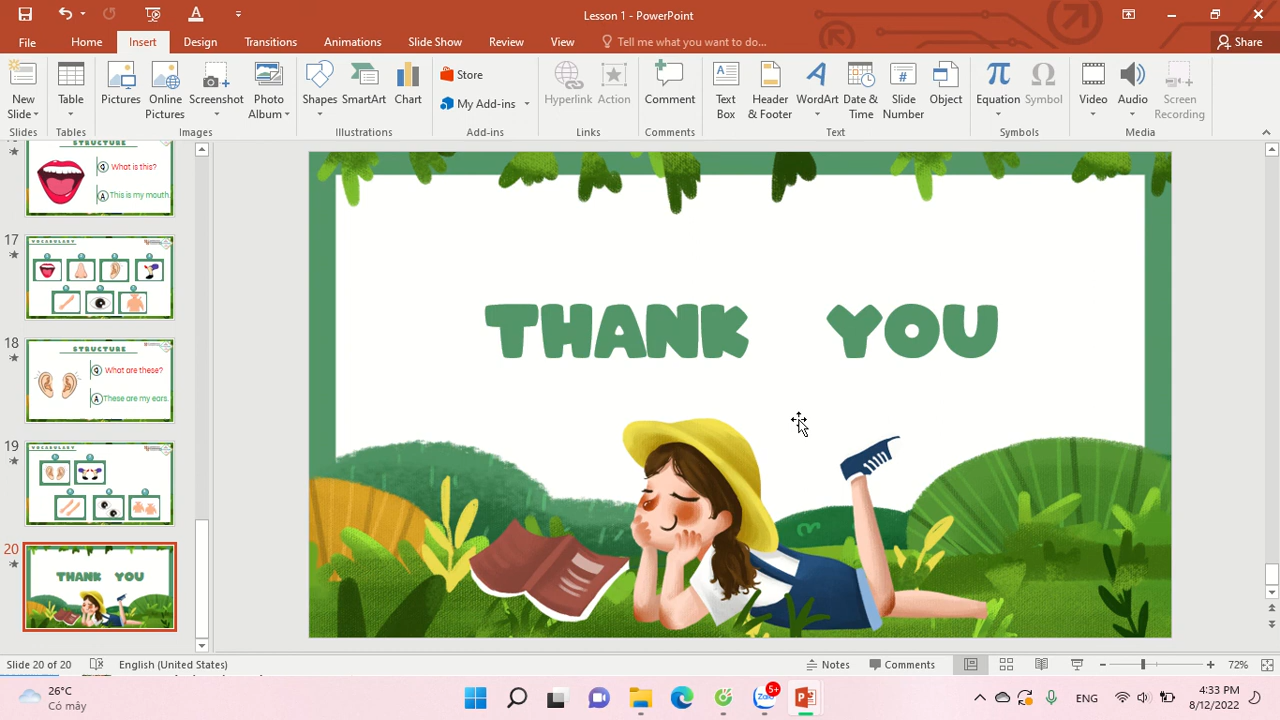 Lesson 1 - PowerPoint
File Home Insert Design Transitions Animations Slide Show Review View Tell me what you want to do... Share
New Slide
Table
Pictures
Online Pictures
Screenshot
Photo Album
Shapes
SmartArt
Chart
Store
My Add-ins
Hyperlink
Action
Comment
Text Box
Header & Footer
WordArt
Date & Time
Slide Number
Object
Equation
Symbol
Video
Audio
Screen Recording
Slides Tables Images Illustrations Add-ins Links Comments Text Symbols Media
STRUCTURE
Q What is this?
A This is my mouth.
17
VOCABULARY
18
STRUCTURE
Q What are these?
A These are my ears.
19
20
THANK YOU
THANK YOU
Slide 20 of 20 English (United States) Notes Comments 72%
26°C
Có mây
Zalo
5+
ENG
:33 PM
8/12/2022